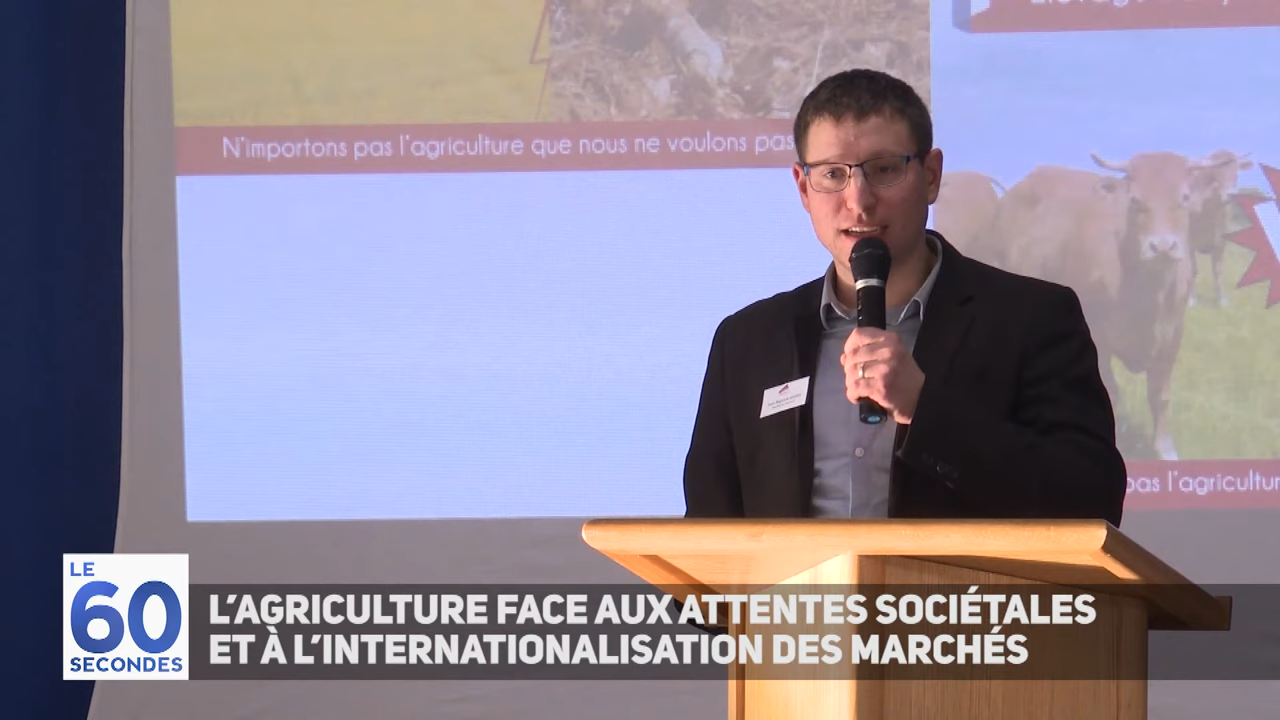 N'importons pas l'agriculture que nous ne voulons pas
pas l'agricultur
LE
60
SECONDES
L'AGRICULTURE FACE AUX ATTENTES SOCIÉTALES
ET À L'INTERNATIONALISATION DES MARCHÉS